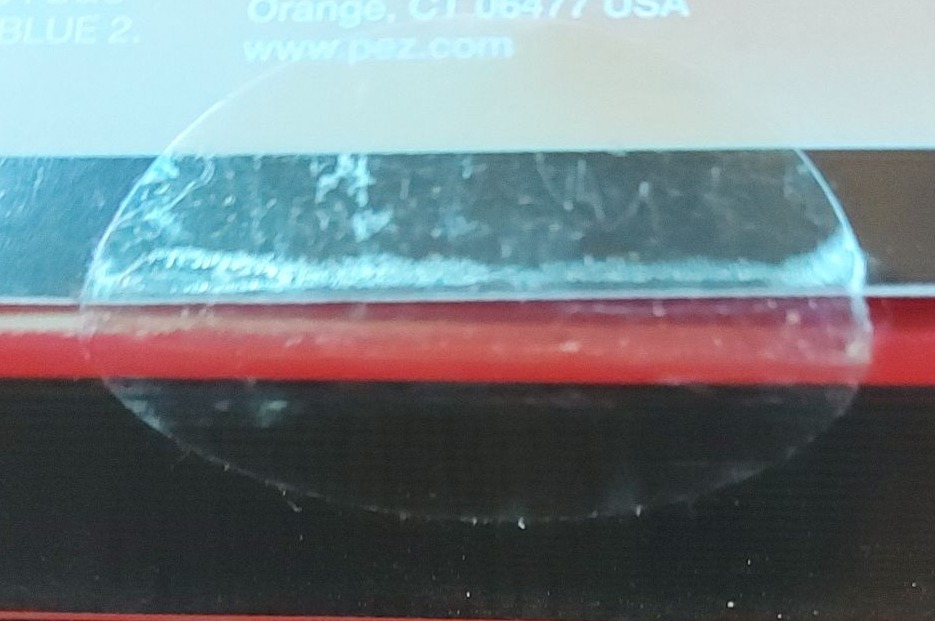 BLUE 2.
Orange, CT 06477 USA
www.pez.com